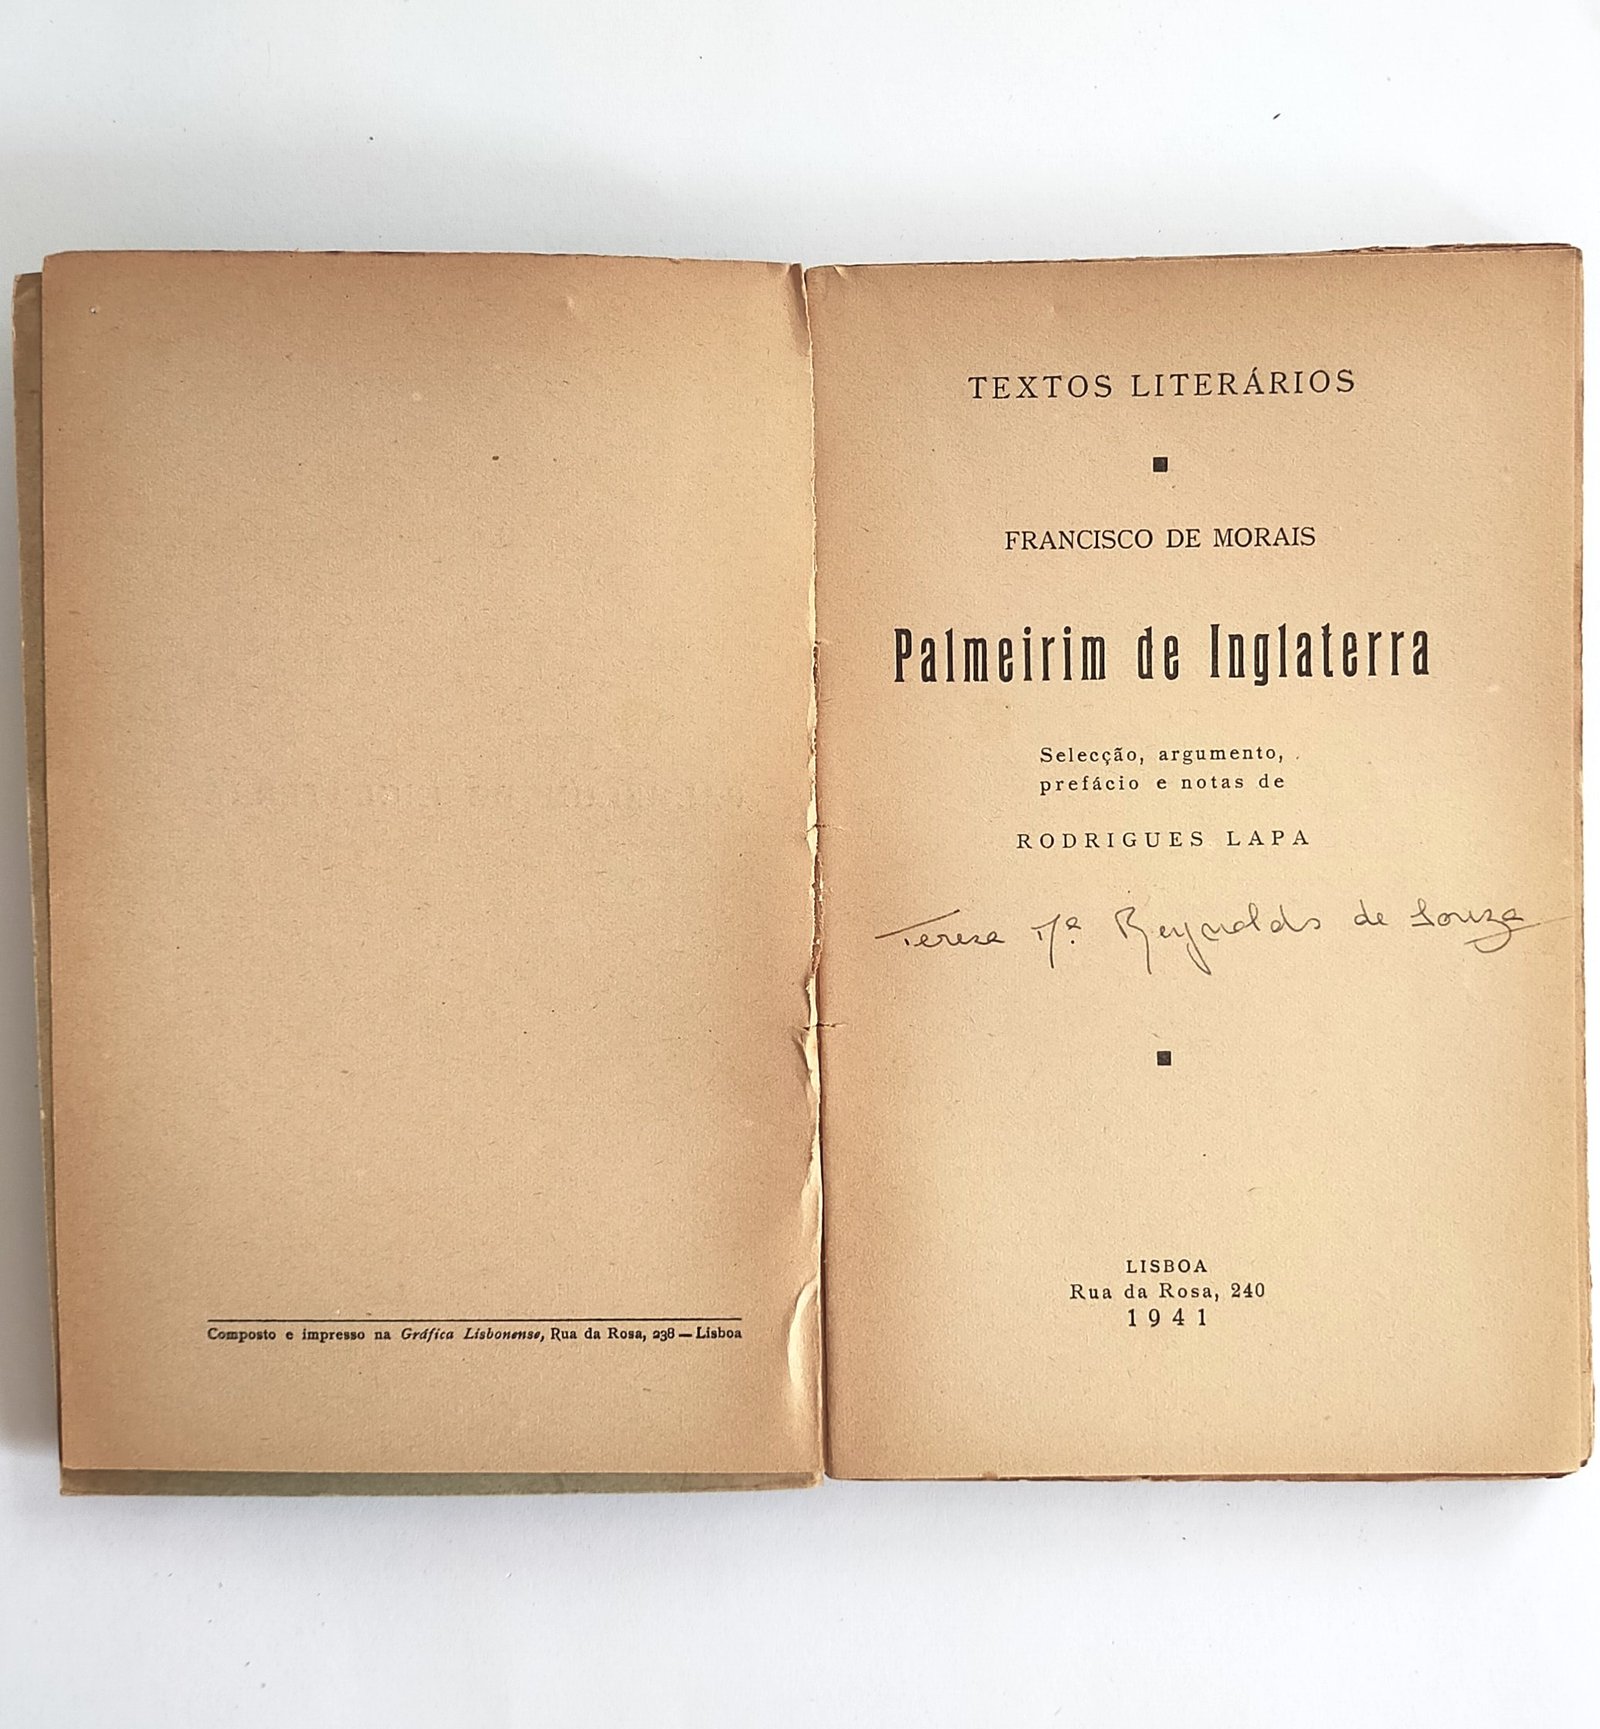 Composto e impresso na Gráfica Lisbonense, Rua da Rosa, 238 — Lisboa
TEXTOS LITERÁRIOS
FRANCISCO DE MORAIS
Palmeirim de Inglaterra
Selecção, argumento,
prefácio e notas de
RODRIGUES LAPA
Teresa Mª. Reynolds de Souza
LISBOA
Rua da Rosa, 240
1941